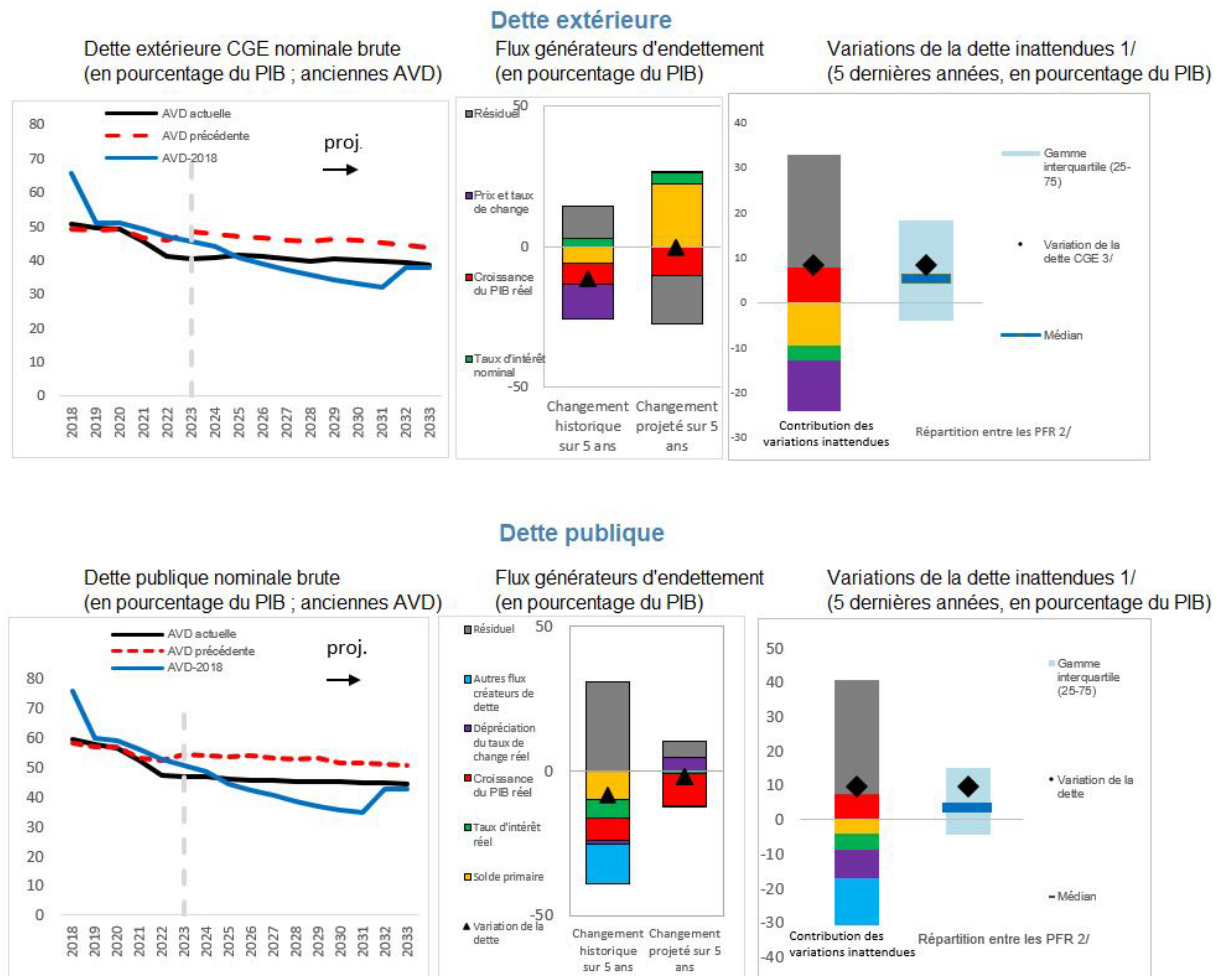 Dette extérieure
Dette extérieure CGE nominale brute
(en pourcentage du PIB ; anciennes AVD)
Flux générateurs d'endettement
(en pourcentage du PIB)
Variations de la dette inattendues 1/
(5 dernières années, en pourcentage du PIB)
AVD actuelle
AVD précédente
AVD-2018
proj.
80
70
60
50
40
30
20
10
0
2018
2019
2020
2021
2022
2023
2024
2025
2026
2027
2028
2029
2030
2031
2032
2033
50
0
-50
Résiduel
Prix et taux
de change
Croissance
du PIB réel
Taux d'intérêt
nominal
Changement
historique
sur 5 ans
Changement
projeté sur 5
ans
40
30
20
10
0
-10
-20
-30
Gamme
interquartile (25-
75)
Variation de la
dette CGE 3/
Médian
Contribution des
variations inattendues
Répartition entre les PFR 2/
Dette publique
Dette publique nominale brute
(en pourcentage du PIB ; anciennes AVD)
Flux générateurs d'endettement
(en pourcentage du PIB)
Variations de la dette inattendues 1/
(5 dernières années, en pourcentage du PIB)
AVD actuelle
AVD précédente
AVD-2018
proj.
80
70
60
50
40
30
20
10
0
2018
2019
2020
2021
2022
2023
2024
2025
2026
2027
2028
2029
2030
2031
2032
2033
50
0
-50
Résiduel
Autres flux
créateurs de
dette
Dépréciation
du taux de
change réel
Croissance
du PIB réel
Taux d'intérêt
réel
Solde primaire
Variation de la
dette
Changement
historique
sur 5 ans
Changement
projeté sur 5
ans
50
40
30
20
10
0
-10
-20
-30
-40
Gamme
interquartile
(25-75)
Variation de la
dette
Médian
Contribution des
variations inattendues
Répartition entre les PFR 2/